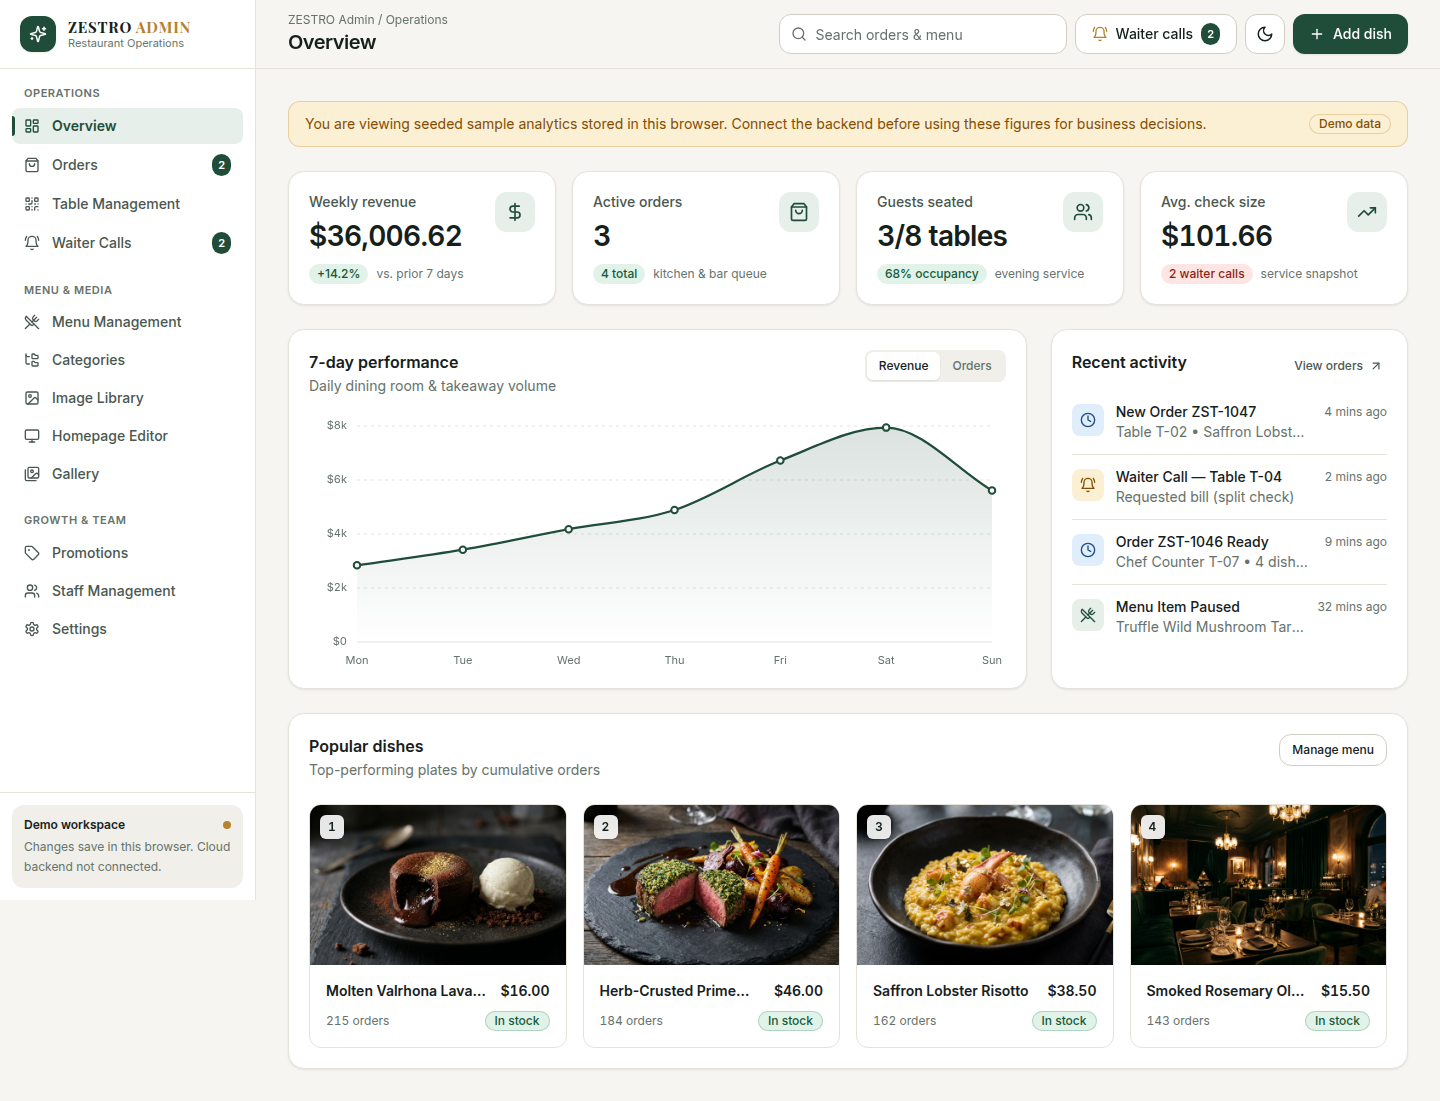 ZESTRO ADMIN
Restaurant Operations
OPERATIONS
Overview
Orders 2
Table Management
Waiter Calls 2
MENU & MEDIA
Menu Management
Categories
Image Library
Homepage Editor
Gallery
GROWTH & TEAM
Promotions
Staff Management
Settings
Demo workspace
Changes save in this browser. Cloud
backend not connected.
ZESTRO Admin / Operations
Overview
Search orders & menu
Waiter calls 2
Add dish
You are viewing seeded sample analytics stored in this browser. Connect the backend before using these figures for business decisions.
Demo data
Weekly revenue
$36,006.62
+14.2% vs. prior 7 days
Active orders
3
4 total kitchen & bar queue
Guests seated
3/8 tables
68% occupancy evening service
Avg. check size
$101.66
2 waiter calls service snapshot
7-day performance
Daily dining room & takeaway volume
Revenue Orders
$8k
$6k
$4k
$2k
$0
Mon Tue Wed Thu Fri Sat Sun
Recent activity
View orders
New Order ZST-1047 4 mins ago
Table T-02 • Saffron Lobst...
Waiter Call — Table T-04 2 mins ago
Requested bill (split check)
Order ZST-1046 Ready 9 mins ago
Chef Counter T-07 • 4 dish...
Menu Item Paused 32 mins ago
Truffle Wild Mushroom Tar...
Popular dishes
Top-performing plates by cumulative orders
Manage menu
1
Molten Valrhona Lava... $16.00
215 orders In stock
2
Herb-Crusted Prime... $46.00
184 orders In stock
3
Saffron Lobster Risotto $38.50
162 orders In stock
4
Smoked Rosemary Ol... $15.50
143 orders In stock